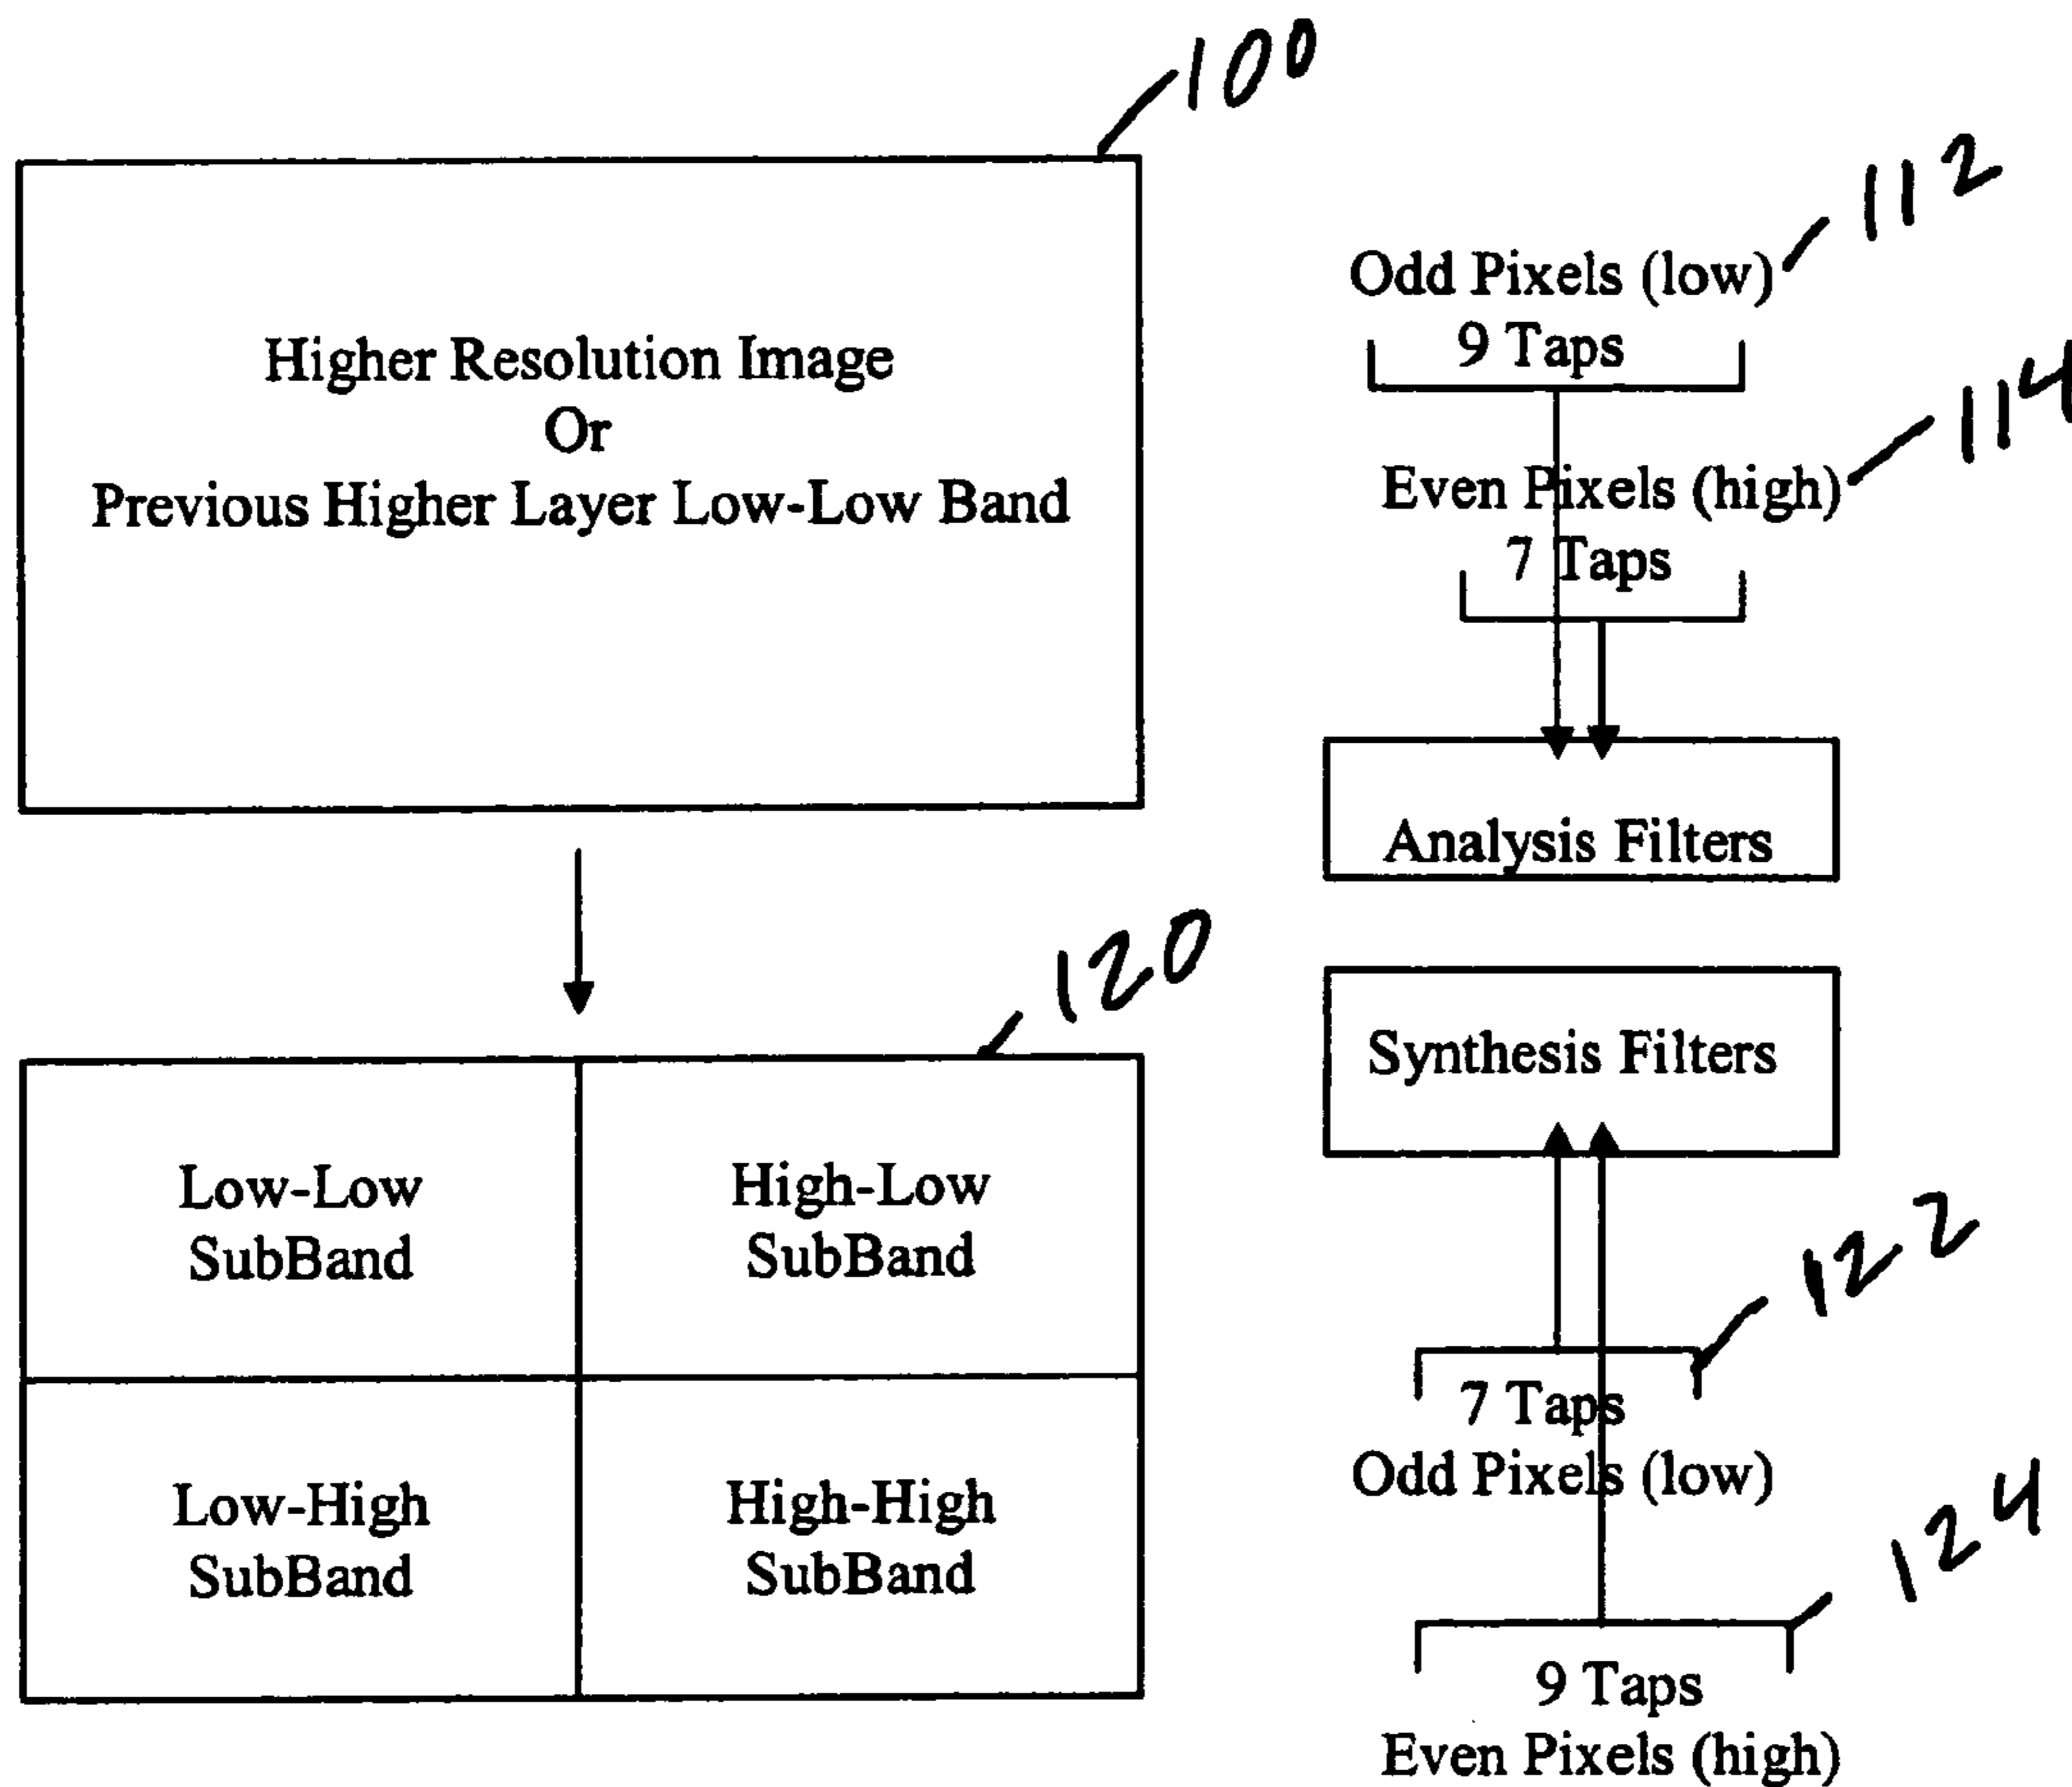 100
Higher Resolution Image
Or
Previous Higher Layer Low-Low Band
112
Odd Pixels (low)
9 Taps
114
Even Pixels (high)
7 Taps
Analysis Filters
120
Low-Low
SubBand
High-Low
SubBand
Low-High
SubBand
High-High
SubBand
Synthesis Filters
122
7 Taps
Odd Pixels (low)
124
9 Taps
Even Pixels (high)